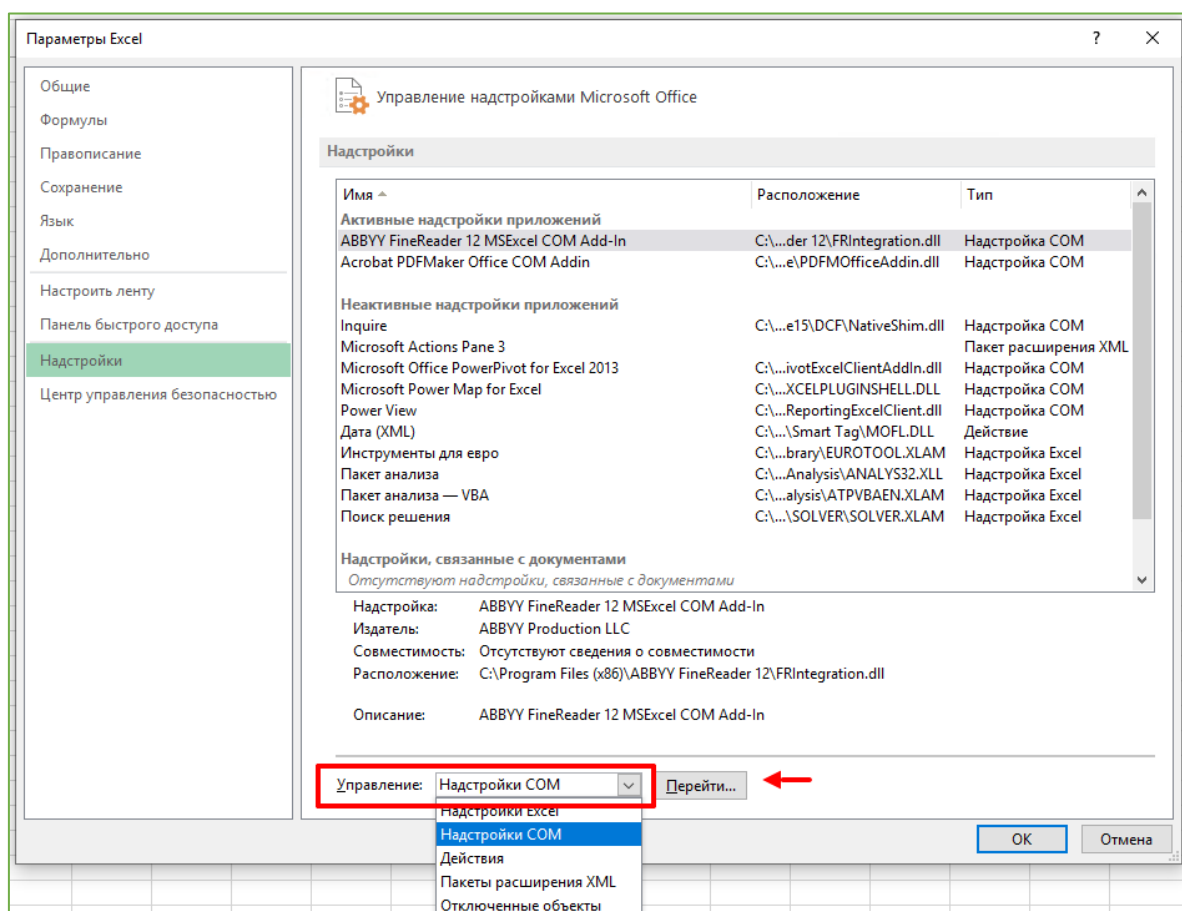 Параметры Excel
?
Общие
Формулы
Правописание
Сохранение
Язык
Дополнительно
Настроить ленту
Панель быстрого доступа
Надстройки
Центр управления безопасностью
Управление надстройками Microsoft Office
Надстройки
Имя Расположение Тип
Активные надстройки приложений
ABBYY FineReader 12 MSExcel COM Add-In C:\...der 12\FRIntegration.dll Надстройка COM
Acrobat PDFMaker Office COM Addin C:\...e\PDFMOfficeAddin.dll Надстройка COM
Неактивные надстройки приложений
Inquire C:\...e15\DCF\NativeShim.dll Надстройка COM
Microsoft Actions Pane 3 Пакет расширения XML
Microsoft Office PowerPivot for Excel 2013 C:\...ivotExcelClientAddIn.dll Надстройка COM
Microsoft Power Map for Excel C:\...XCELPLUGINSHELL.DLL Надстройка COM
Power View C:\...ReportingExcelClient.dll Надстройка COM
Дата (XML) C:\...\Smart Tag\MOFL.DLL Действие
Инструменты для евро C:\...brary\EUROTOOL.XLAM Надстройка Excel
Пакет анализа C:\...Analysis\ANALYS32.XLL Надстройка Excel
Пакет анализа — VBA C:\...alysis\ATPVBAEN.XLAM Надстройка Excel
Поиск решения C:\...\SOLVER\SOLVER.XLAM Надстройка Excel
Надстройки, связанные с документами
Отсутствуют надстройки, связанные с документами
Надстройка: ABBYY FineReader 12 MSExcel COM Add-In
Издатель: ABBYY Production LLC
Совместимость: Отсутствуют сведения о совместимости
Расположение: C:\Program Files (x86)\ABBYY FineReader 12\FRIntegration.dll
Описание: ABBYY FineReader 12 MSExcel COM Add-In
Управление: Надстройки COM Перейти...
Надстройки Excel
Надстройки COM
Действия
Пакеты расширения XML
Отключенные объекты
OK Отмена